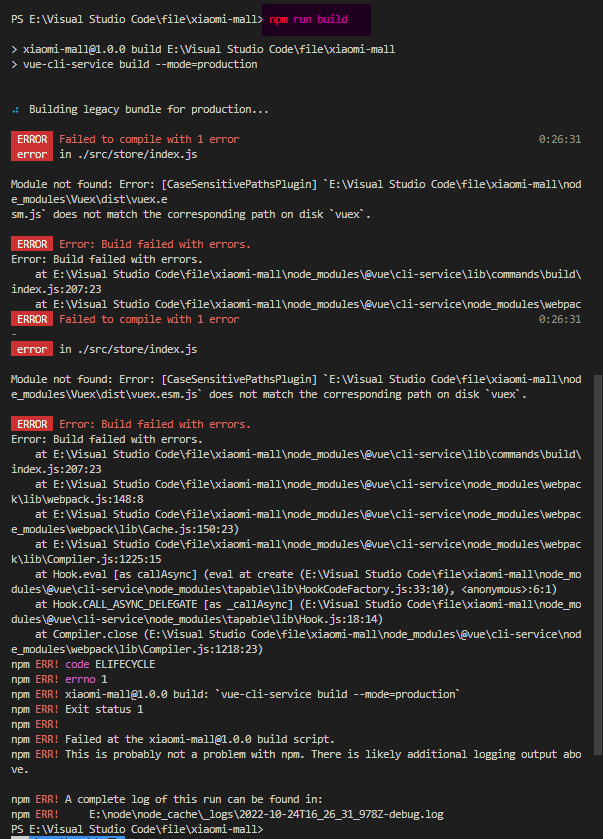 PS E:\Visual Studio Code\file\xiaomi-mall> npm run build
> xiaomi-mall@1.0.0 build E:\Visual Studio Code\file\xiaomi-mall
> vue-cli-service build --mode=production
Building legacy bundle for production...
ERROR Failed to compile with 1 error 0:26:31
error in ./src/store/index.js
Module not found: Error: [CaseSensitivePathsPlugin] `E:\Visual Studio Code\file\xiaomi-mall\nod
e_modules\Vuex\dist\vuex.e
sm.js` does not match the corresponding path on disk `vuex`.
ERROR Error: Build failed with errors.
Error: Build failed with errors.
at E:\Visual Studio Code\file\xiaomi-mall\node_modules\@vue\cli-service\lib\commands\build\
index.js:207:23
at E:\Visual Studio Code\file\xiaomi-mall\node_modules\@vue\cli-service\node_modules\webpac
ERROR Failed to compile with 1 error 0:26:31
-
error in ./src/store/index.js
Module not found: Error: [CaseSensitivePathsPlugin] `E:\Visual Studio Code\file\xiaomi-mall\nod
e_modules\Vuex\dist\vuex.esm.js` does not match the corresponding path on disk `vuex`.
ERROR Error: Build failed with errors.
Error: Build failed with errors.
at E:\Visual Studio Code\file\xiaomi-mall\node_modules\@vue\cli-service\lib\commands\build\
index.js:207:23
at E:\Visual Studio Code\file\xiaomi-mall\node_modules\@vue\cli-service\node_modules\webpac
k\lib\webpack.js:148:8
at E:\Visual Studio Code\file\xiaomi-mall\node_modules\@vue\cli-service\node_modules\webpac
e_modules\webpack\lib\Cache.js:150:23)
at E:\Visual Studio Code\file\xiaomi-mall\node_modules\@vue\cli-service\node_modules\webpac
k\lib\Compiler.js:1225:15
at Hook.eval [as callAsync] (eval at create (E:\Visual Studio Code\file\xiaomi-mall\node_mo
dules\@vue\cli-service\node_modules\tapable\lib\HookCodeFactory.js:33:10), <anonymous>:6:1)
at Hook.CALL_ASYNC_DELEGATE [as _callAsync] (E:\Visual Studio Code\file\xiaomi-mall\node_mo
dules\@vue\cli-service\node_modules\tapable\lib\Hook.js:18:14)
at Compiler.close (E:\Visual Studio Code\file\xiaomi-mall\node_modules\@vue\cli-service\nod
e_modules\webpack\lib\Compiler.js:1218:23)
npm ERR! code ELIFECYCLE
npm ERR! errno 1
npm ERR! xiaomi-mall@1.0.0 build: `vue-cli-service build --mode=production`
npm ERR! Exit status 1
npm ERR!
npm ERR! Failed at the xiaomi-mall@1.0.0 build script.
npm ERR! This is probably not a problem with npm. There is likely additional logging output abo
ve.
npm ERR! A complete log of this run can be found in:
npm ERR! E:\node\node_cache\_logs\2022-10-24T16_26_31_978Z-debug.log
PS E:\Visual Studio Code\file\xiaomi-mall>